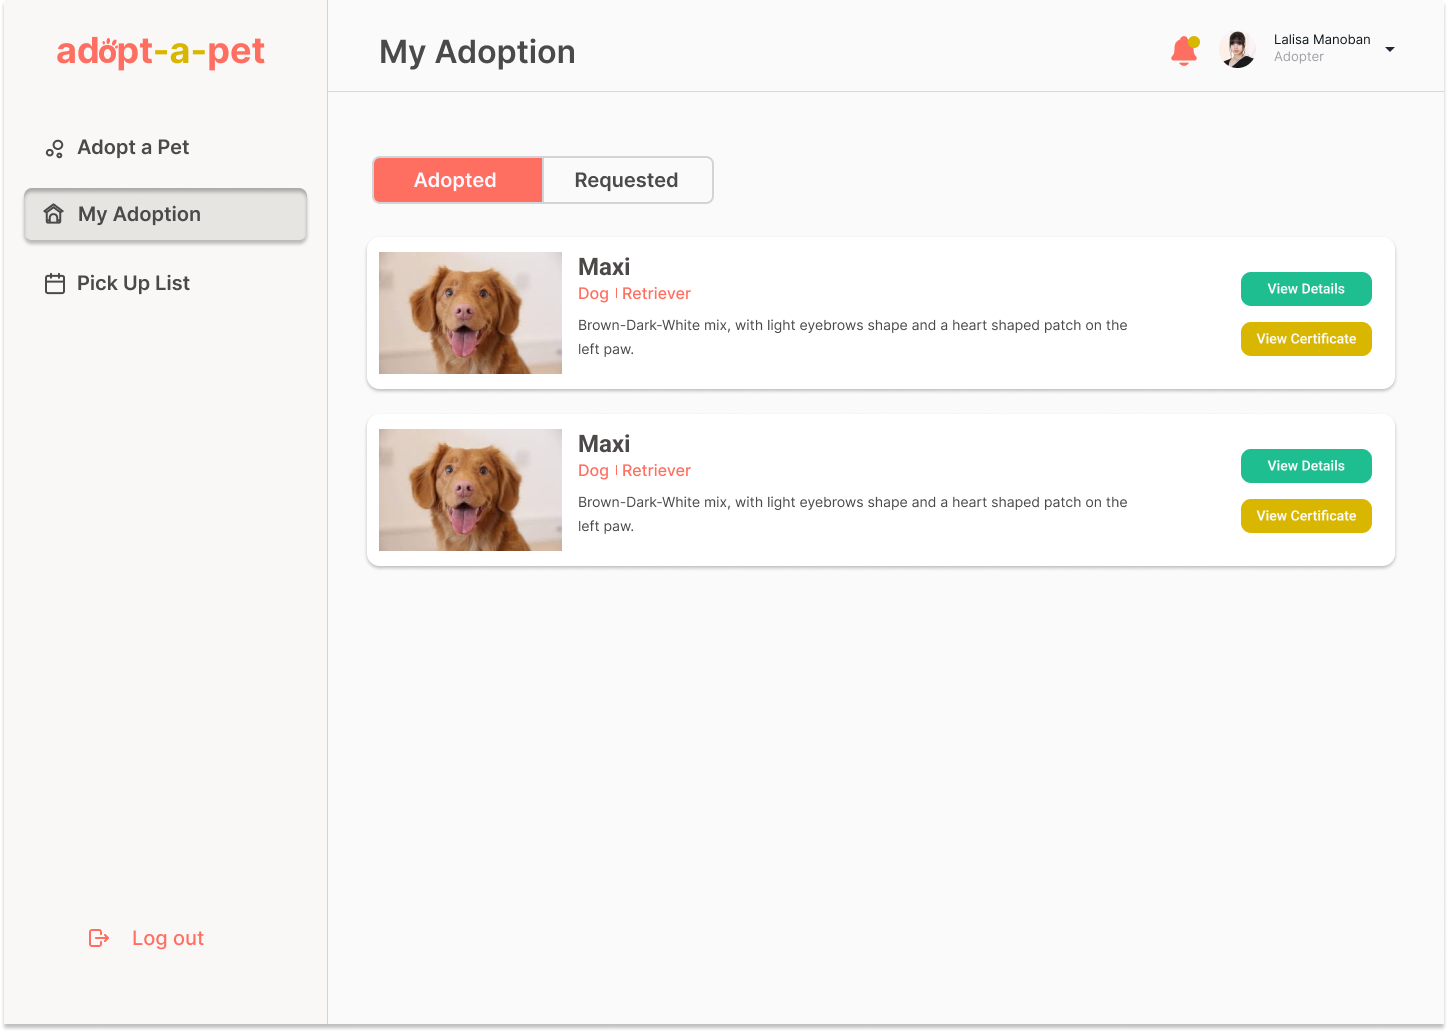 adopt-a-pet
My Adoption
Lalisa Manoban
Adopter
Adopt a Pet
My Adoption
Pick Up List
Adopted
Requested
Maxi
Dog | Retriever
Brown-Dark-White mix, with light eyebrows shape and a heart shaped patch on the
left paw.
View Details
View Certificate
Maxi
Dog | Retriever
Brown-Dark-White mix, with light eyebrows shape and a heart shaped patch on the
left paw.
View Details
View Certificate
Log out